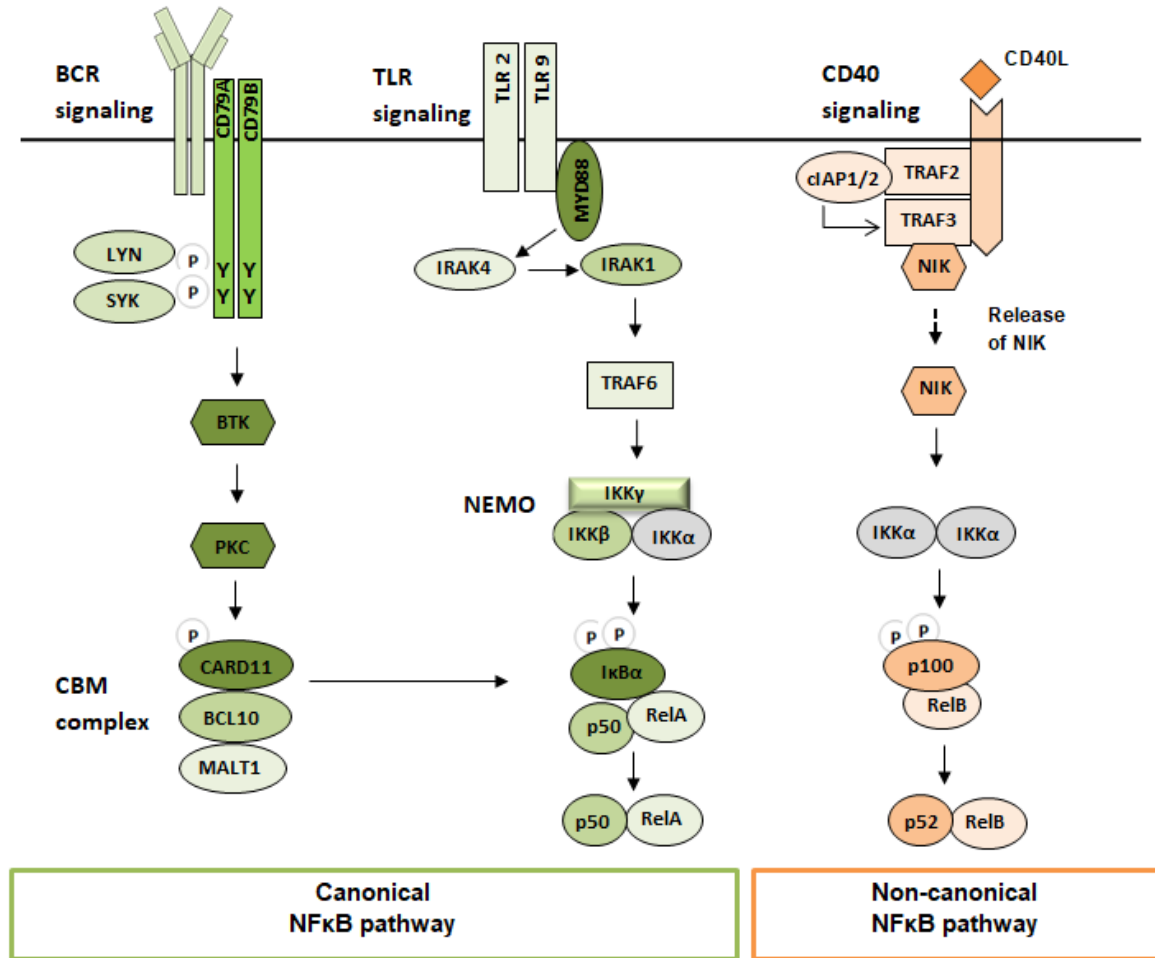 BCR
signaling
CD79A
CD79B
Y
Y
Y
Y
LYN
SYK
P
P
BTK
PKC
P
CARD11
BCL10
MALT1
CBM
complex
TLR
signaling
TLR 2
TLR 9
MYD88
IRAK4
IRAK1
TRAF6
NEMO
IKKγ
IKKβ
IKKα
P
P
IκBα
p50
RelA
p50
RelA
CD40
signaling
CD40L
cIAP1/2
TRAF2
TRAF3
NIK
Release
of NIK
NIK
IKKα
IKKα
P
P
p100
RelB
p52
RelB
Canonical
NFκB pathway
Non-canonical
NFκB pathway